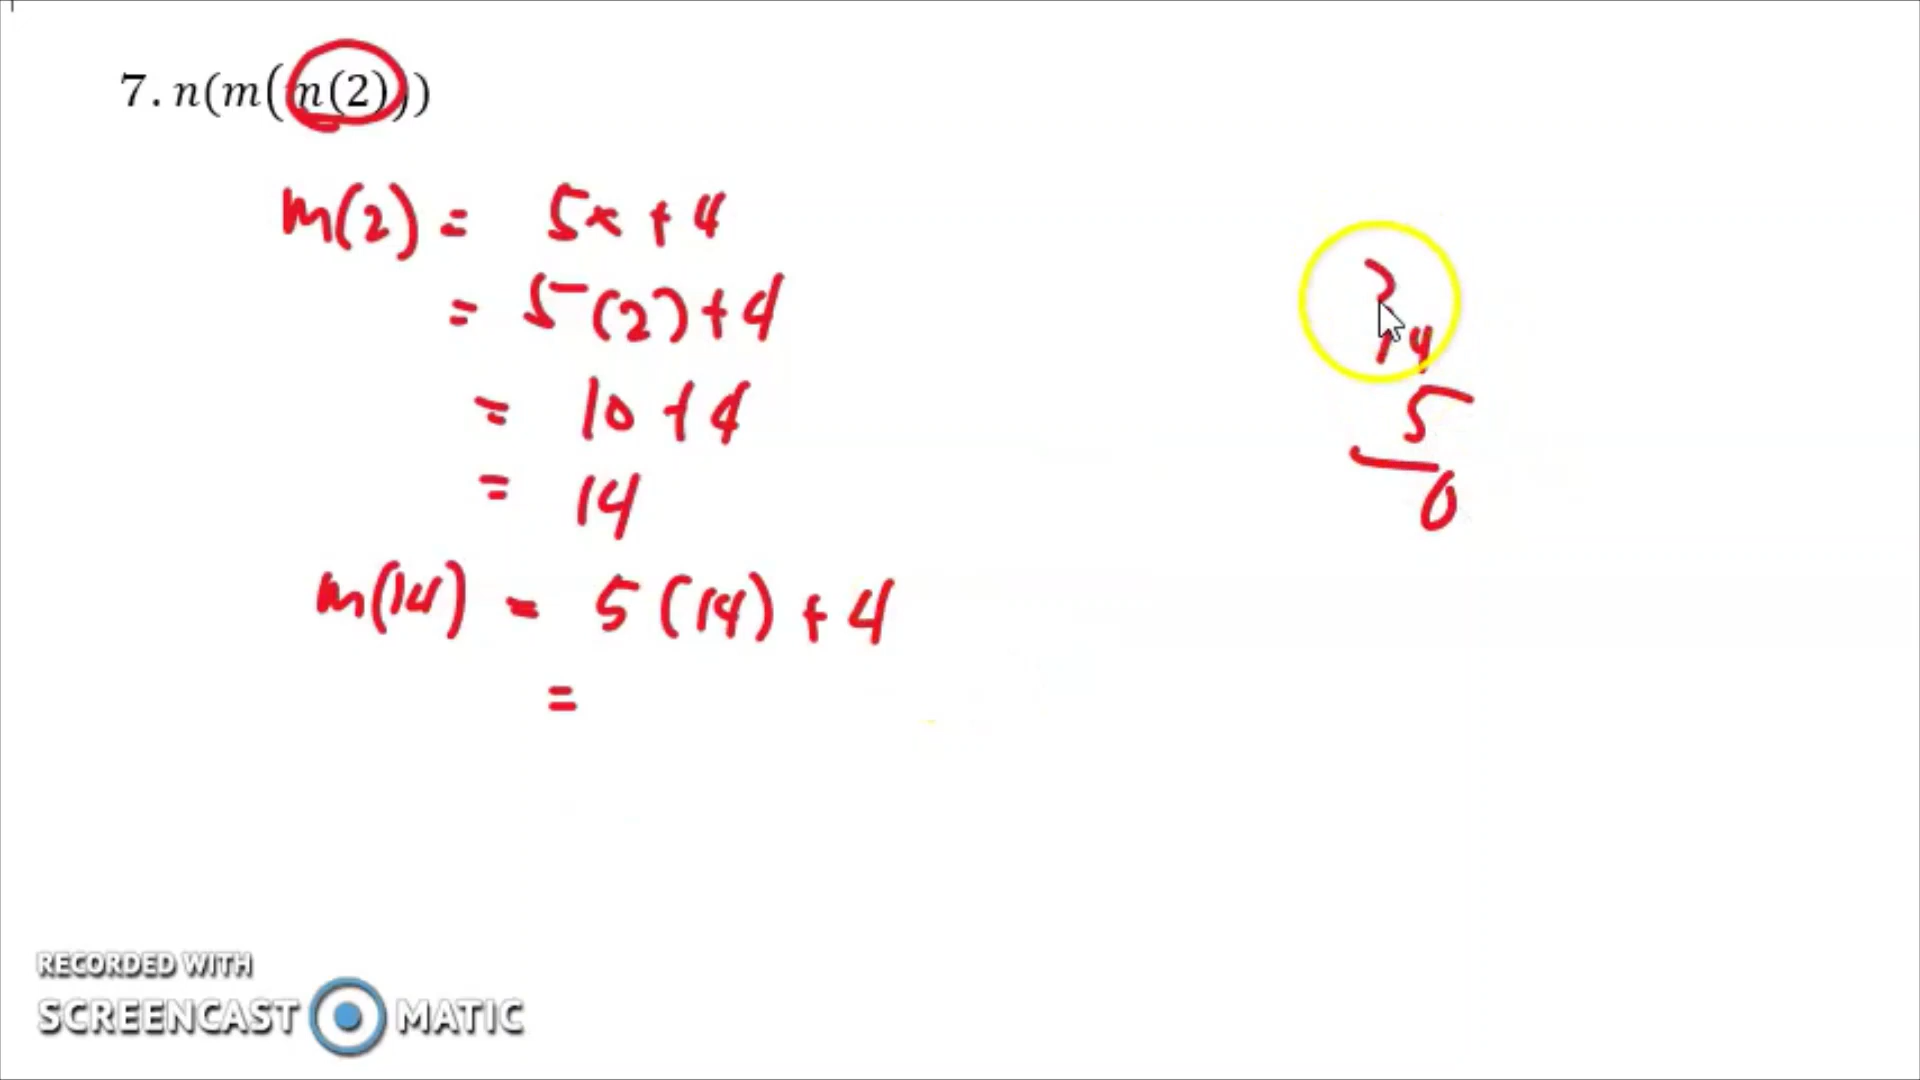 7. n(m(m(2)))
m(2) = 5x + 4
= 5(2) + 4
= 10 + 4
= 14
m(14) = 5(14) + 4
=
2
14
5
0
RECORDED WITH
SCREENCAST MATIC